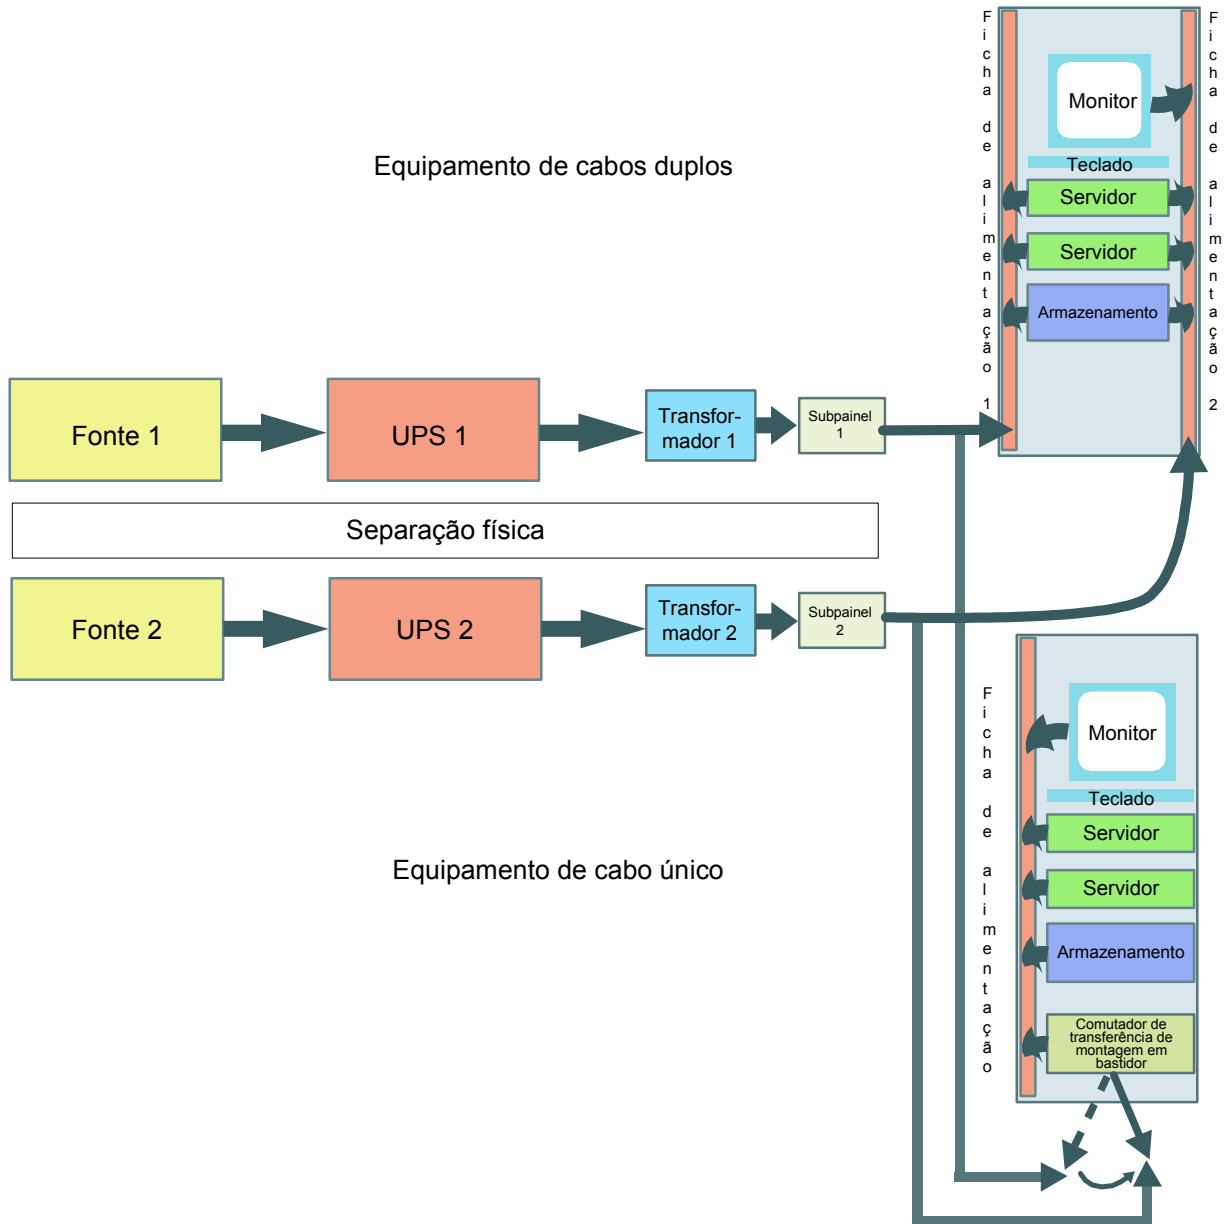 Ficha de alimentação 1
Ficha de alimentação 2
Monitor
Teclado
Servidor
Servidor
Armazenamento
Equipamento de cabos duplos
Fonte 1
UPS 1
Transfor-
mador 1
Subpainel
1
Separação física
Fonte 2
UPS 2
Transfor-
mador 2
Subpainel
2
Equipamento de cabo único
Ficha de alimentação
Monitor
Teclado
Servidor
Servidor
Armazenamento
Comutador de
transferência de
montagem em
bastidor